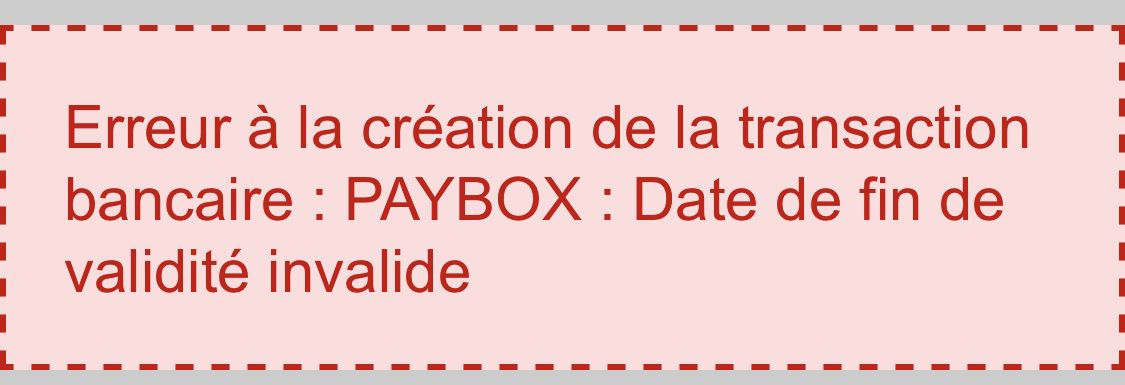 Erreur à la création de la transaction
bancaire : PAYBOX : Date de fin de
validité invalide